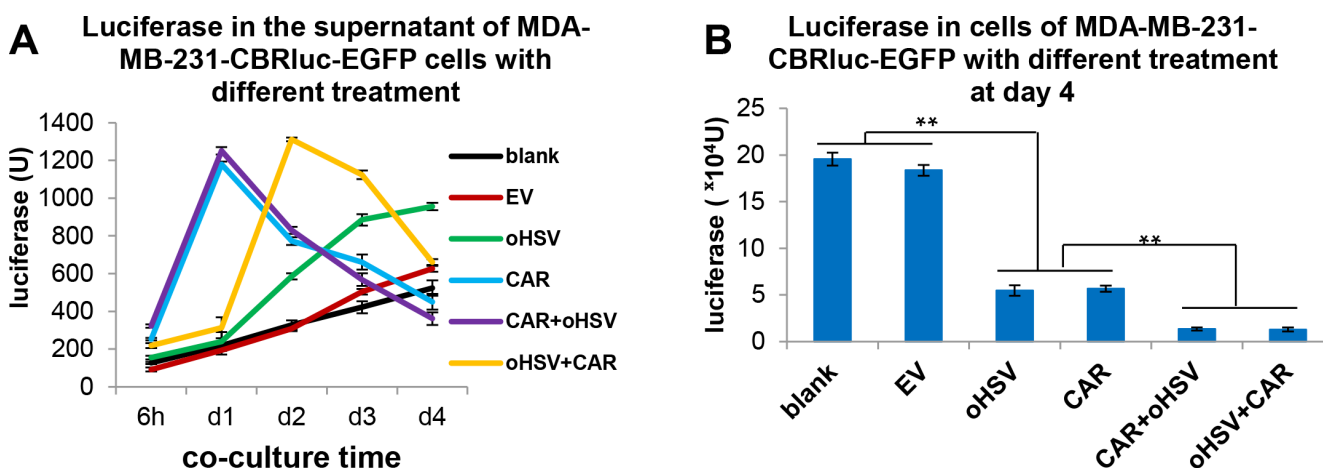 A
Luciferase in the supernatant of MDA-
MB-231-CBRluc-EGFP cells with
different treatment
luciferase (U)
1400
1200
1000
800
600
400
200
0
6h d1 d2 d3 d4
co-culture time
blank
EV
oHSV
CAR
CAR+oHSV
oHSV+CAR
B
Luciferase in cells of MDA-MB-231-
CBRluc-EGFP with different treatment
at day 4
luciferase ( x10⁴U)
25
20
15
10
5
0
**
**
blank EV oHSV CAR CAR+oHSV oHSV+CAR